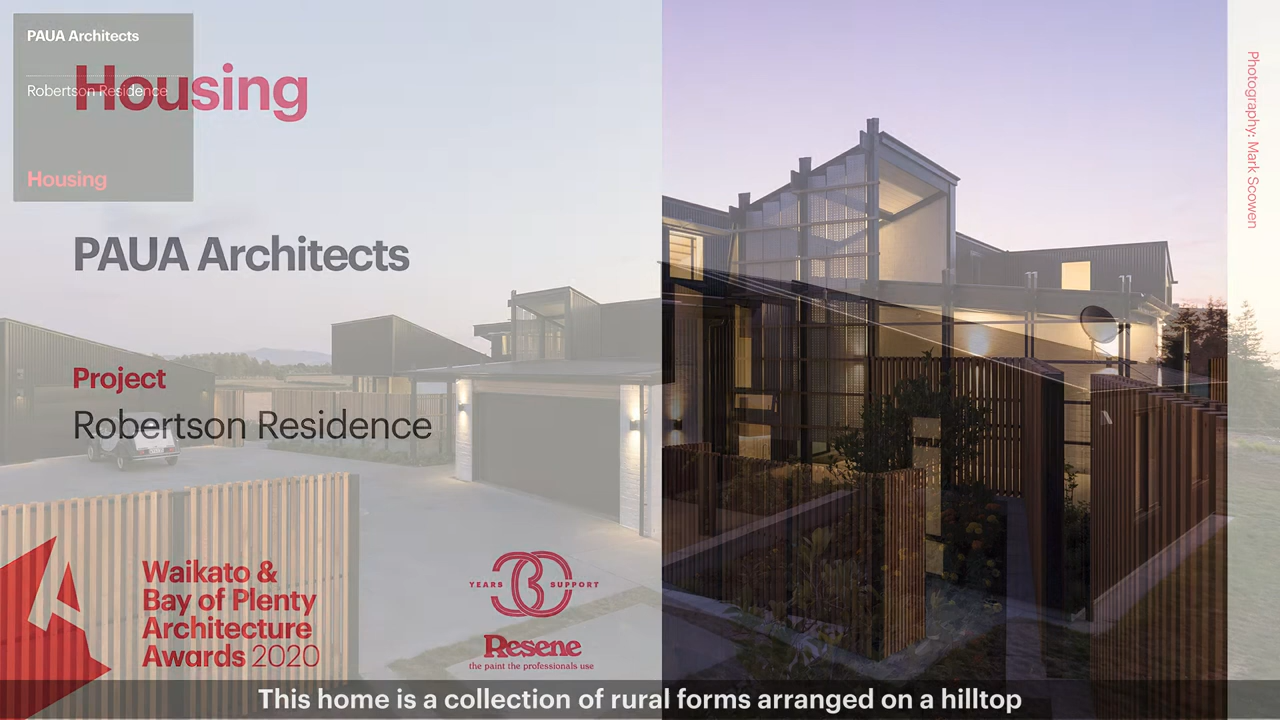 PAUA Architects
Robertson Residence
Housing
Housing
PAUA Architects
Project
Robertson Residence
Waikato &
Bay of Plenty
Architecture
Awards 2020
YEARS 30 SUPPORT
Resene
the paint the professionals use
Photography: Mark Scowen
This home is a collection of rural forms arranged on a hilltop